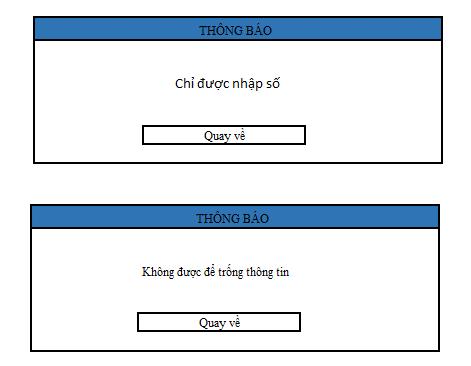 THÔNG BÁO
Chỉ được nhập số
Quay về
THÔNG BÁO
Không được để trống thông tin
Quay về